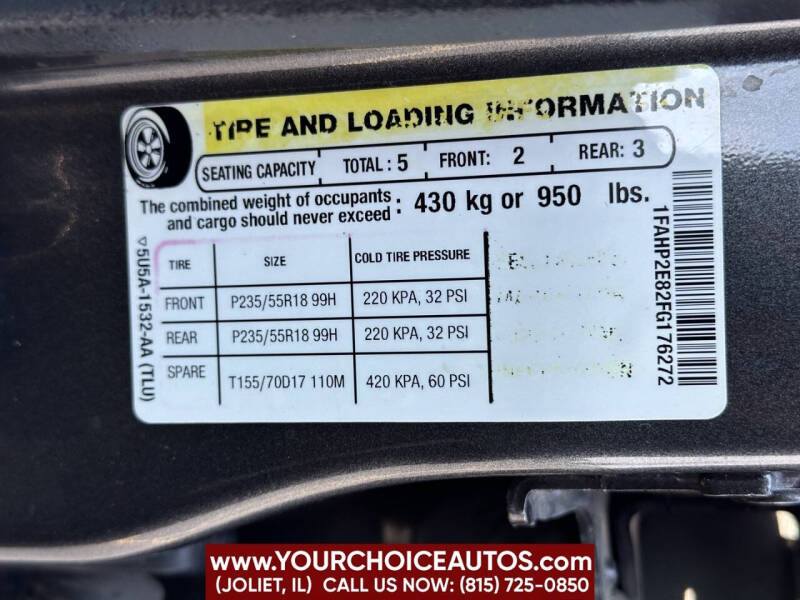 TIRE AND LOADING INFORMATION
SEATING CAPACITY TOTAL : 5 FRONT: 2 REAR: 3
The combined weight of occupants
and cargo should never exceed : 430 kg or 950 lbs.
TIRE SIZE COLD TIRE PRESSURE
FRONT P235/55R18 99H 220 KPA, 32 PSI
REAR P235/55R18 99H 220 KPA, 32 PSI
SPARE T155/70D17 110M 420 KPA, 60 PSI
5U5A-1532-AA (TLU)
1FAHP2E82FG176272
www.YOURCHOICEAUTOS.com
(JOLIET, IL) CALL US NOW: (815) 725-0850